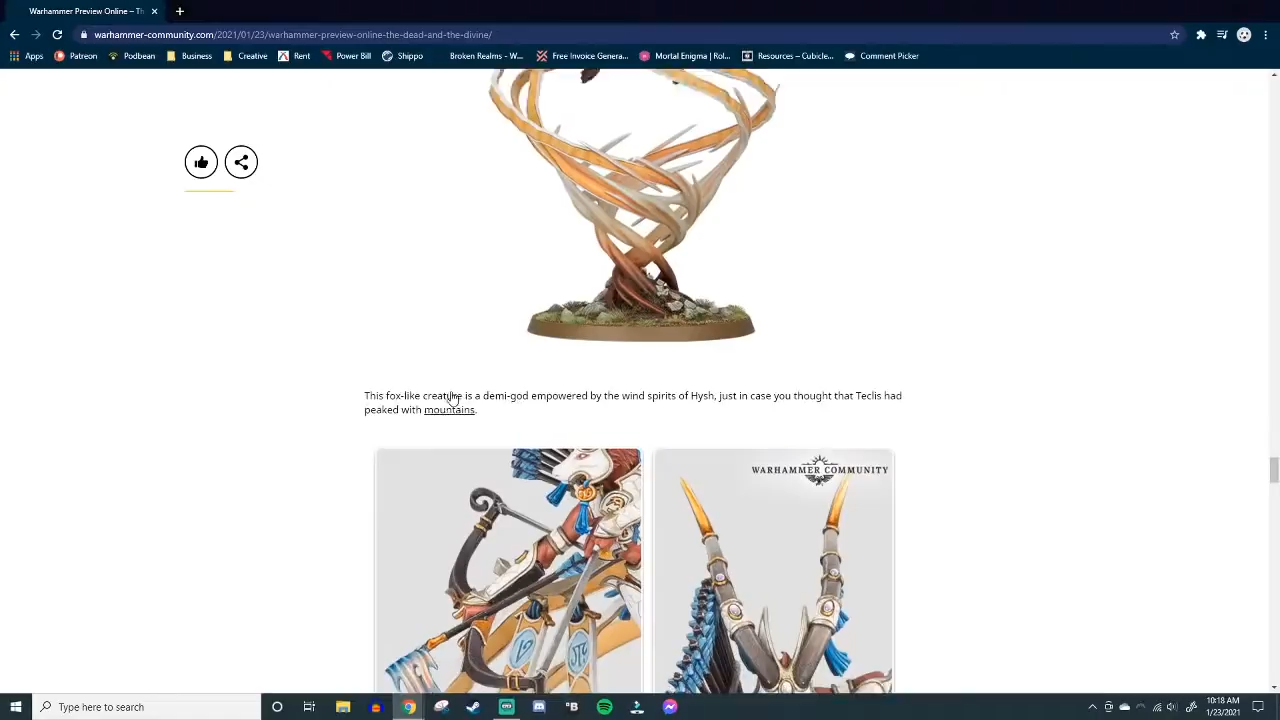 Warhammer Preview Online – Th
warhammer-community.com/2021/01/23/warhammer-preview-online-the-dead-and-the-divine/
Apps Patreon Podbean Business Creative Rent Power Bill Shippo Broken Realms - W... Free Invoice Genera... Mortal Enigma | Rol... Resources – Cubicle... Comment Picker
This fox-like creature is a demi-god empowered by the wind spirits of Hysh, just in case you thought that Teclis had
peaked with mountains.
WARHAMMER COMMUNITY
Type here to search
10:18 AM
1/23/2021